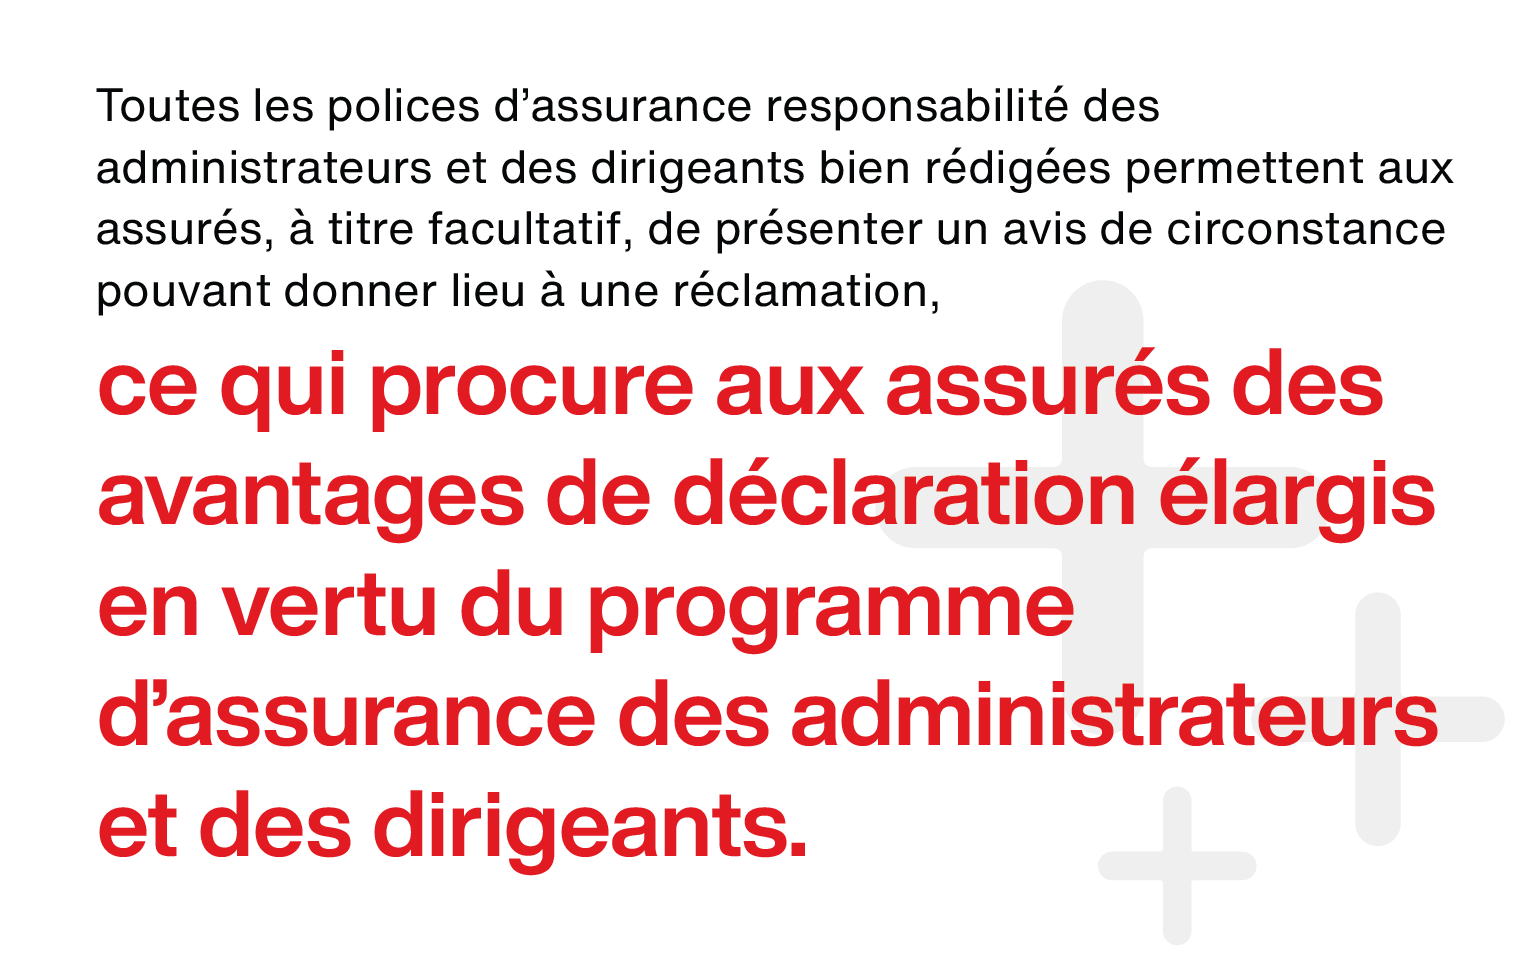 Toutes les polices d’assurance responsabilité des
administrateurs et des dirigeants bien rédigées permettent aux
assurés, à titre facultatif, de présenter un avis de circonstance
pouvant donner lieu à une réclamation,
ce qui procure aux assurés des
avantages de déclaration élargis
en vertu du programme
d’assurance des administrateurs
et des dirigeants.